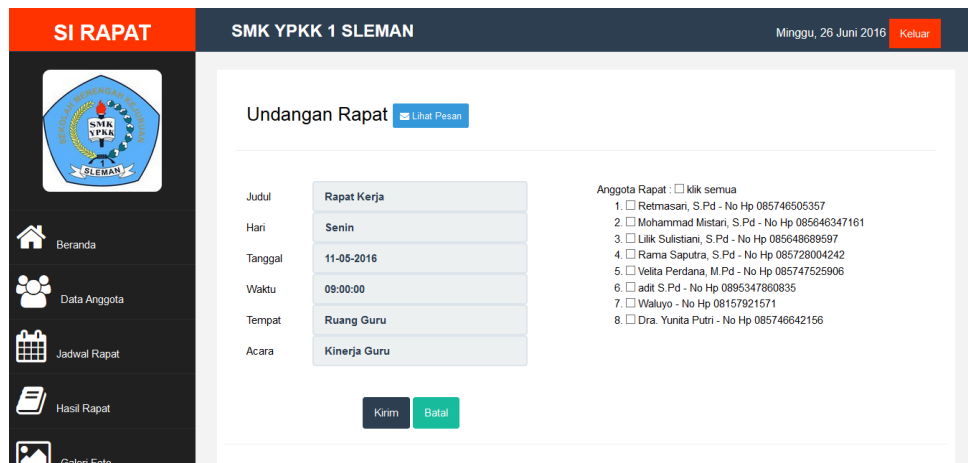 SI RAPAT
SMK YPKK 1 SLEMAN
Minggu, 26 Juni 2016 Keluar
SEKOLAH MENENGAH KEJURUAN
SMK
YPKK
1
SLEMAN
Beranda
Data Anggota
Jadwal Rapat
Hasil Rapat
Galeri Foto
Undangan Rapat Lihat Pesan
Judul Rapat Kerja
Hari Senin
Tanggal 11-05-2016
Waktu 09:00:00
Tempat Ruang Guru
Acara Kinerja Guru
Kirim Batal
Anggota Rapat : klik semua
1. Retmasari, S.Pd - No Hp 085746505357
2. Mohammad Mistari, S.Pd - No Hp 085646347161
3. Lilik Sulistiani, S.Pd - No Hp 085648689597
4. Rama Saputra, S.Pd - No Hp 085728004242
5. Velita Perdana, M.Pd - No Hp 085747525906
6. adit S.Pd - No Hp 0895347860835
7. Waluyo - No Hp 08157921571
8. Dra. Yunita Putri - No Hp 085746642156